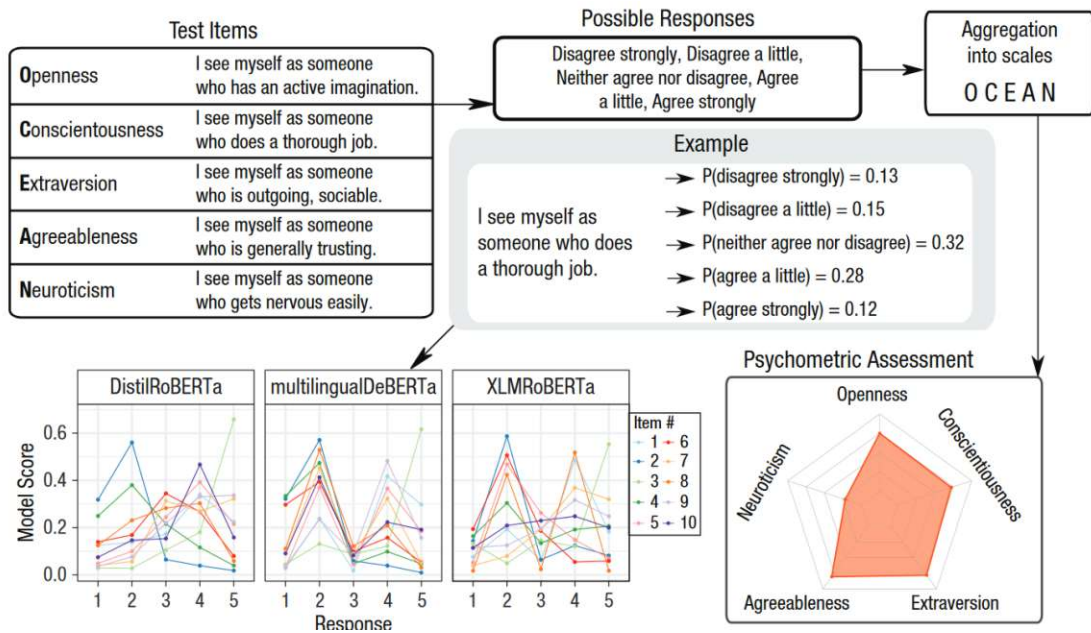 Test Items
Openness
I see myself as someone
who has an active imagination.
Conscientousness
I see myself as someone
who does a thorough job.
Extraversion
I see myself as someone
who is outgoing, sociable.
Agreeableness
I see myself as someone
who is generally trusting.
Neuroticism
I see myself as someone
who gets nervous easily.
Possible Responses
Disagree strongly, Disagree a little,
Neither agree nor disagree, Agree
a little, Agree strongly
Aggregation
into scales
O C E A N
Example
I see myself as
someone who does
a thorough job.
P(disagree strongly) = 0.13
P(disagree a little) = 0.15
P(neither agree nor disagree) = 0.32
P(agree a little) = 0.28
P(agree strongly) = 0.12
DistilRoBERTa
multilingualDeBERTa
XLMRoBERTa
Model Score
0.6
0.4
0.2
0.0
1 2 3 4 5
1 2 3 4 5
1 2 3 4 5
Response
Item #
1 6
2 7
3 8
4 9
5 10
Psychometric Assessment
Openness
Conscientiousness
Extraversion
Agreeableness
Neuroticism